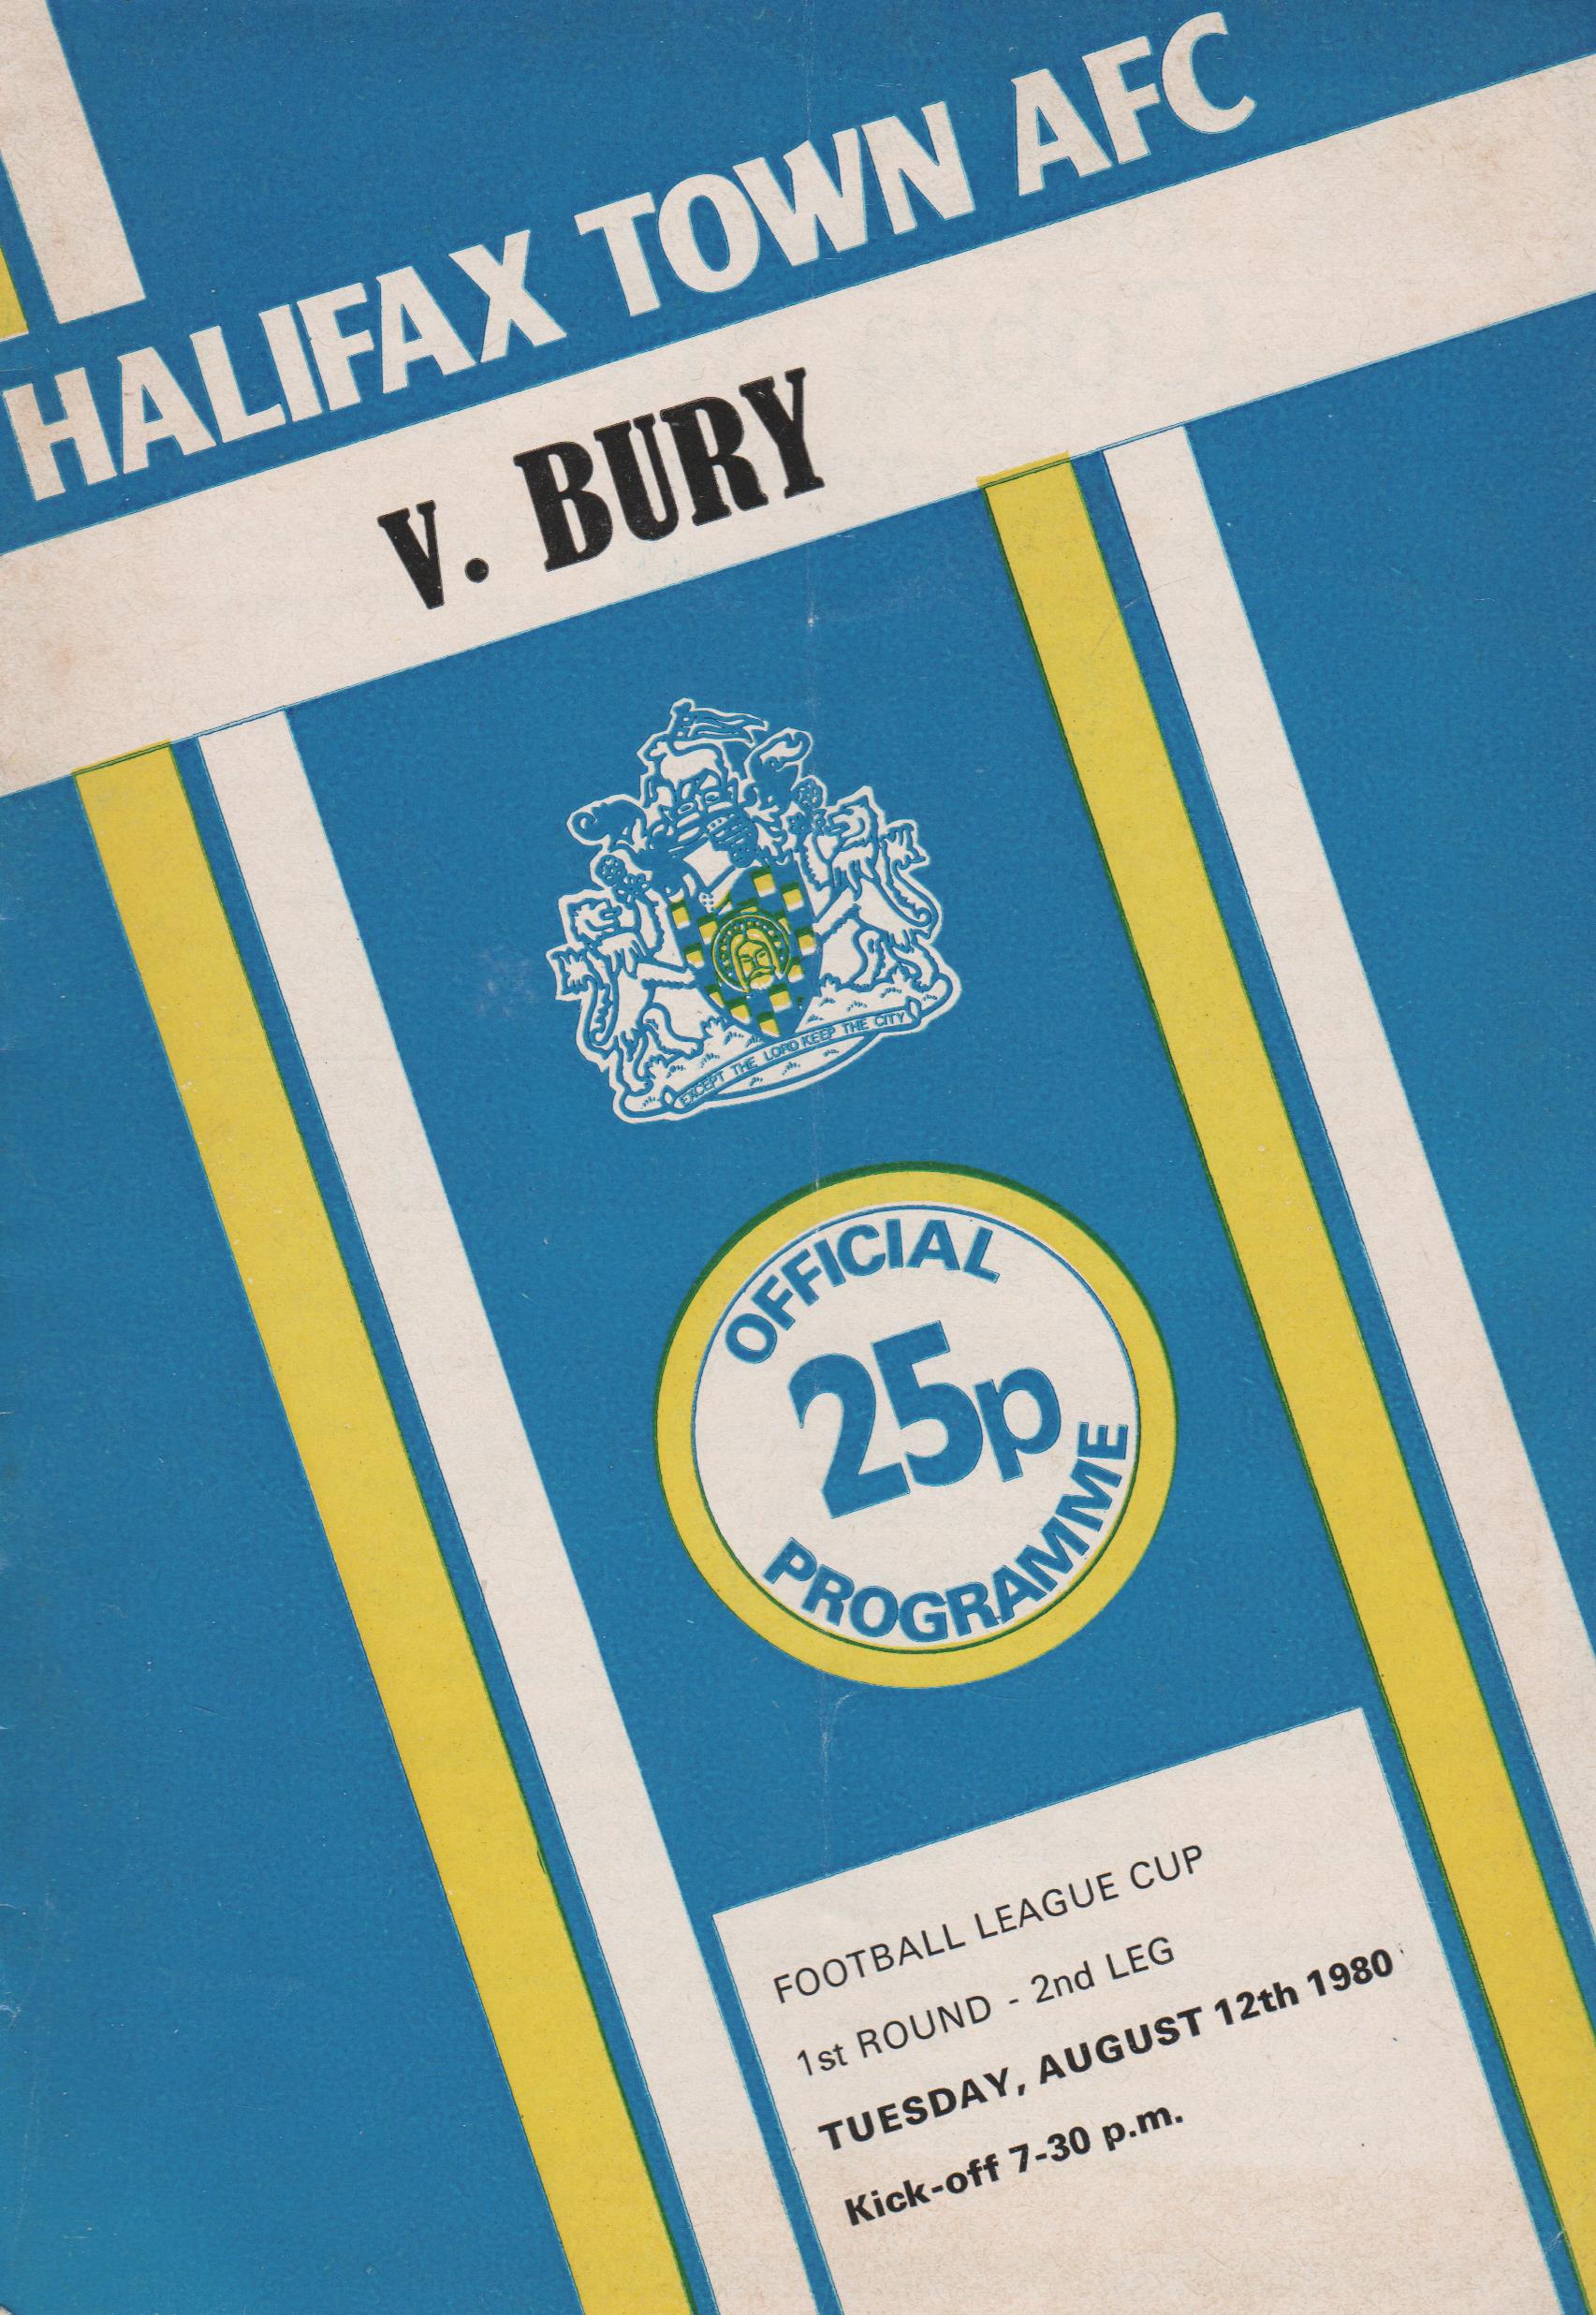 HALIFAX TOWN AFC
v. BURY
EXCEPT THE LORD KEEP THE CITY
OFFICIAL
25p
PROGRAMME
FOOTBALL LEAGUE CUP
1st ROUND - 2nd LEG
TUESDAY, AUGUST 12th 1980
Kick-off 7-30 p.m.